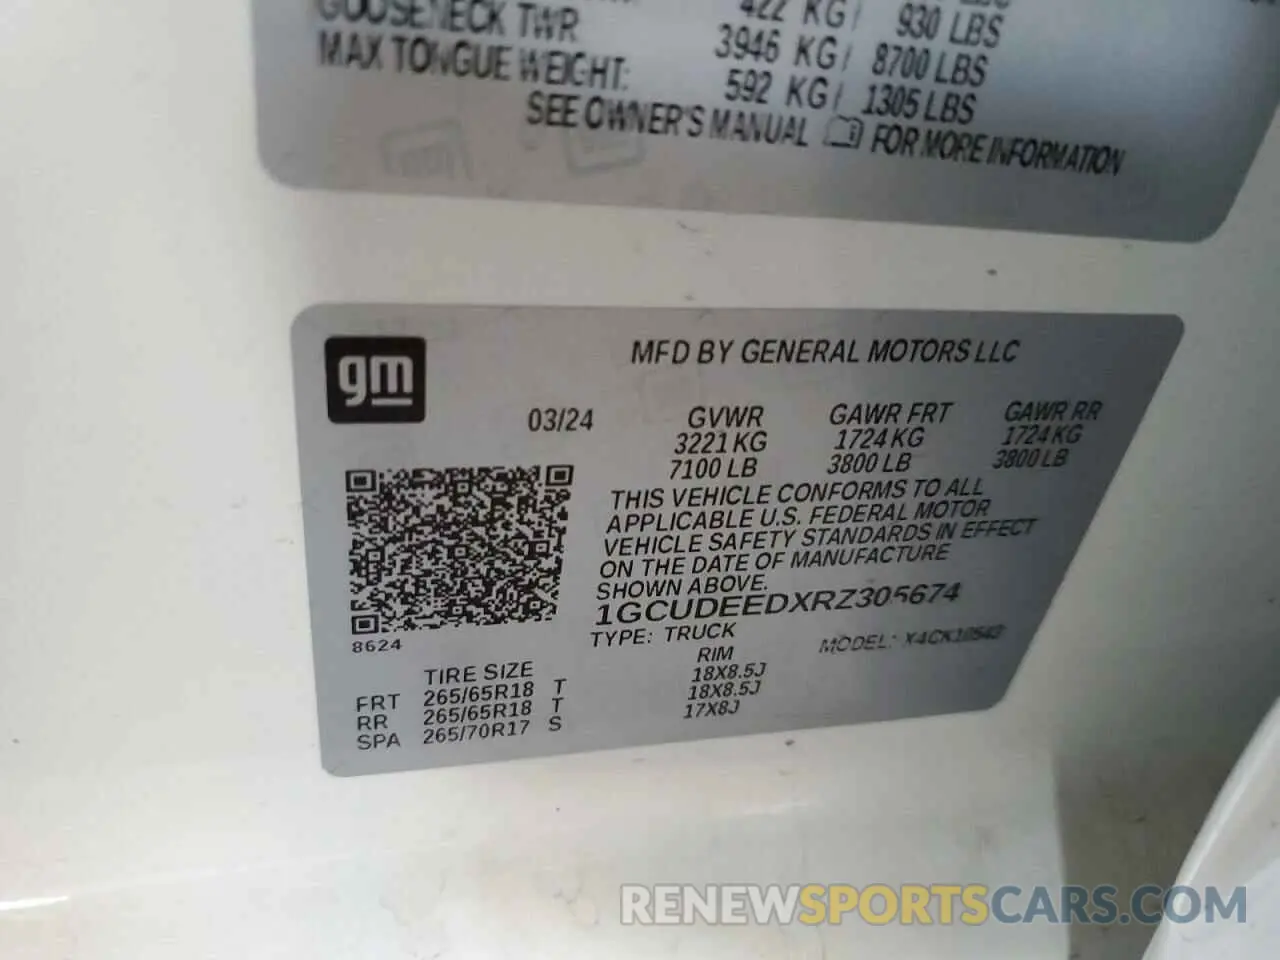 422 KG/ 930 LBS
GOOSENECK TWR 3946 KG/ 8700 LBS
MAX TONGUE WEIGHT: 592 KG/ 1305 LBS
SEE OWNER'S MANUAL FOR MORE INFORMATION
gm
MFD BY GENERAL MOTORS LLC
03/24 GVWR GAWR FRT GAWR RR
3221 KG 1724 KG 1724 KG
7100 LB 3800 LB 3800 LB
THIS VEHICLE CONFORMS TO ALL
APPLICABLE U.S. FEDERAL MOTOR
VEHICLE SAFETY STANDARDS IN EFFECT
ON THE DATE OF MANUFACTURE
SHOWN ABOVE.
1GCUDEEDXRZ305674
TYPE: TRUCK MODEL: X4CK10543
8624
TIRE SIZE RIM
FRT 265/65R18 T 18X8.5J
RR 265/65R18 T 18X8.5J
SPA 265/70R17 S 17X8J
RENEWSPORTSCARS.COM